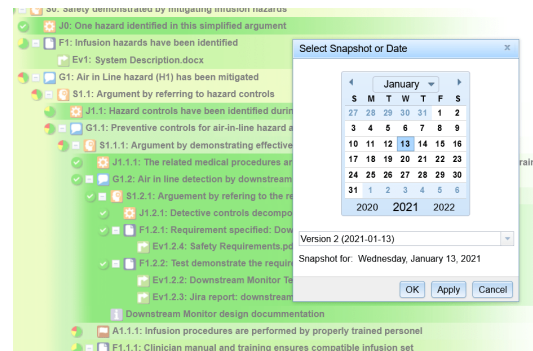 S0: Some demonstrated by mitigating infusion hazards
J0: One hazard identified in this simplified argument
F1: Infusion hazards have been identified
Ev1: System Description.docx
G1: Air in Line hazard (H1) has been mitigated
S1.1: Argument by referring to hazard controls
J1.1: Hazard controls have been identified durin
G1.1: Preventive controls for air-in-line hazard a
S1.1.1: Argument by demonstrating effective
J1.1.1: The related medical procedures ar
train
G1.2: Air in line detection by downstream
S1.2.1: Arguement by referring to the re
J1.2.1: Detective controls decompo
F1.2.1: Requirement specified: Dow
Ev1.2.4: Safety Requirements.pd
F1.2.2: Test demonstrate the requir
Ev1.2.2: Downstream Monitor Te
Ev1.2.3: Jira report: downstream
Downstream Monitor design documentation
A1.1.1: Infusion procedures are performed by properly trained personel
F1.1.1: Clinician manual and training ensures compatible infusion set
Select Snapshot or Date x
January
S M T W T F S
27 28 29 30 31 1 2
3 4 5 6 7 8 9
10 11 12 13 14 15 16
17 18 19 20 21 22 23
24 25 26 27 28 29 30
31 1 2 3 4 5 6
2020 2021 2022
Version 2 (2021-01-13)
Snapshot for: Wednesday, January 13, 2021
OK Apply Cancel